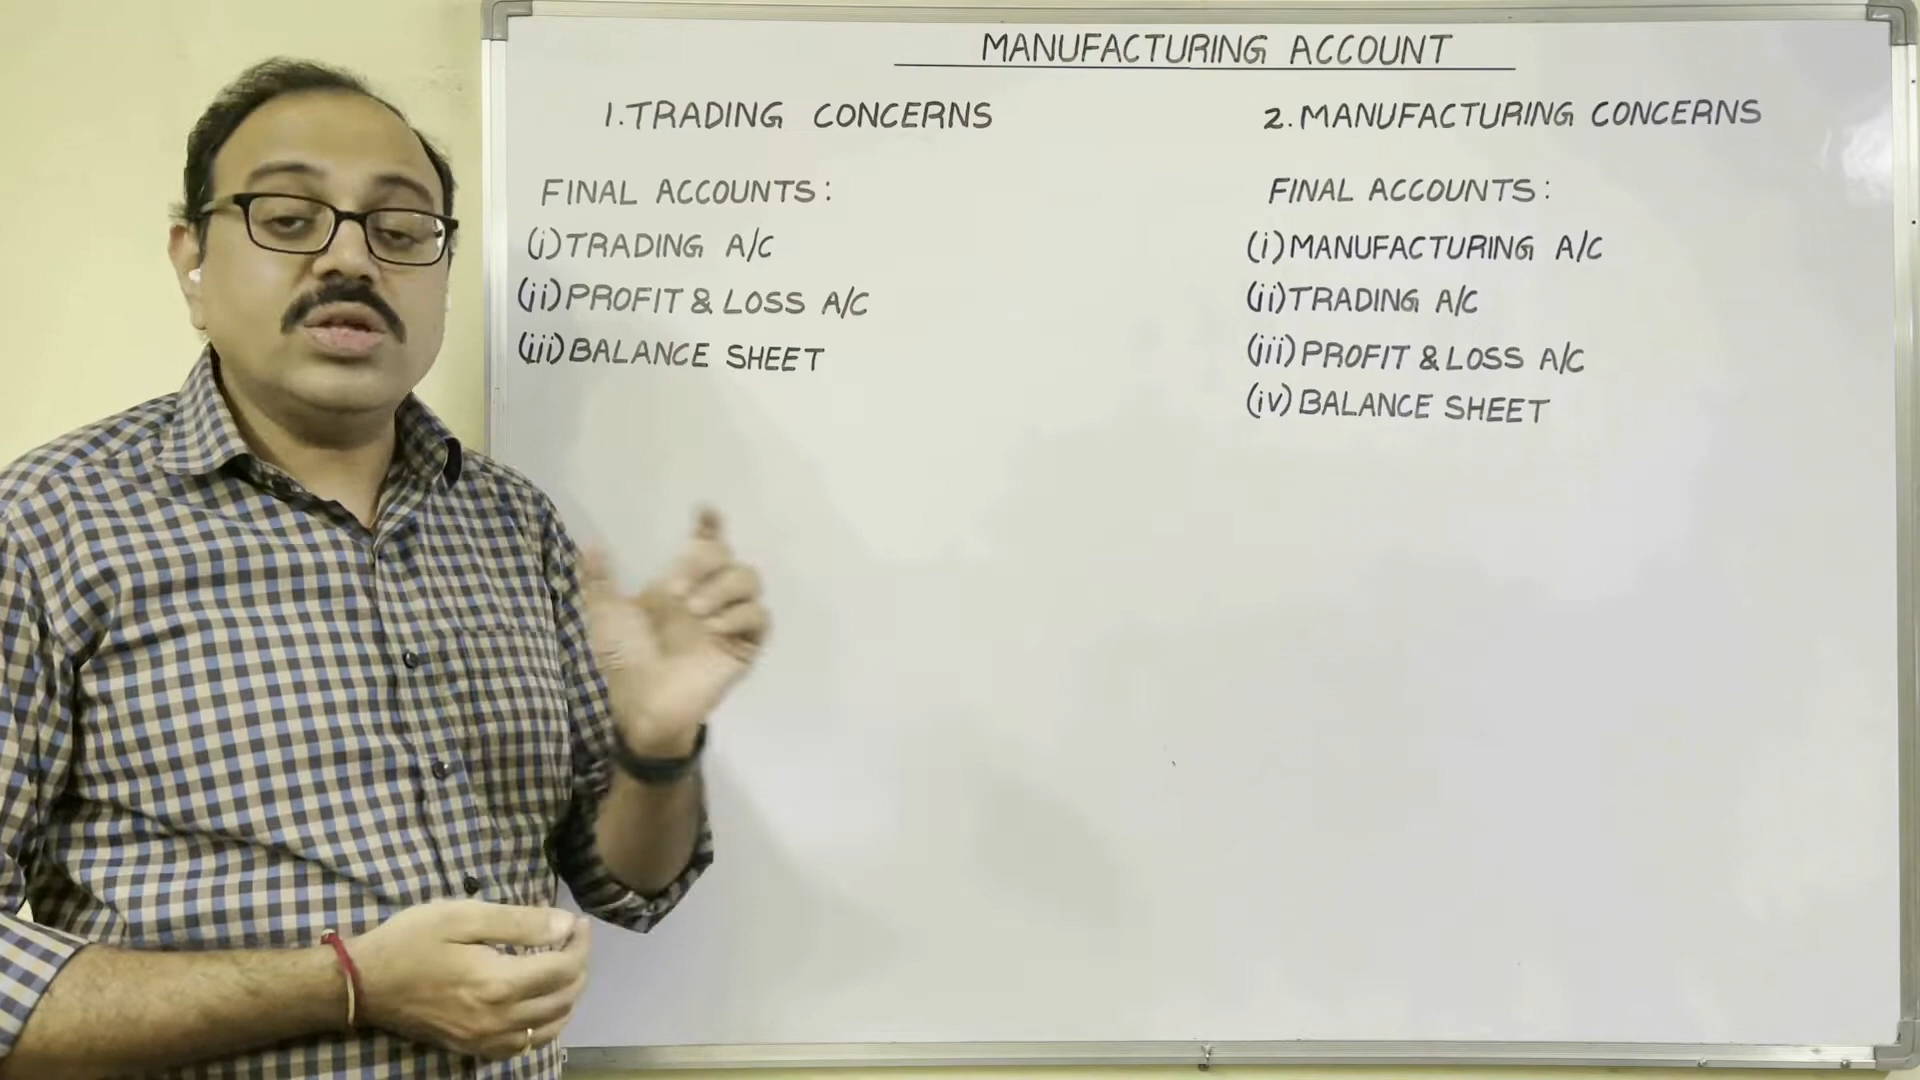 MANUFACTURING ACCOUNT
1. TRADING CONCERNS
FINAL ACCOUNTS:
(i) TRADING A/C
(ii) PROFIT & LOSS A/C
(iii) BALANCE SHEET
2. MANUFACTURING CONCERNS
FINAL ACCOUNTS:
(i) MANUFACTURING A/C
(ii) TRADING A/C
(iii) PROFIT & LOSS A/C
(iv) BALANCE SHEET